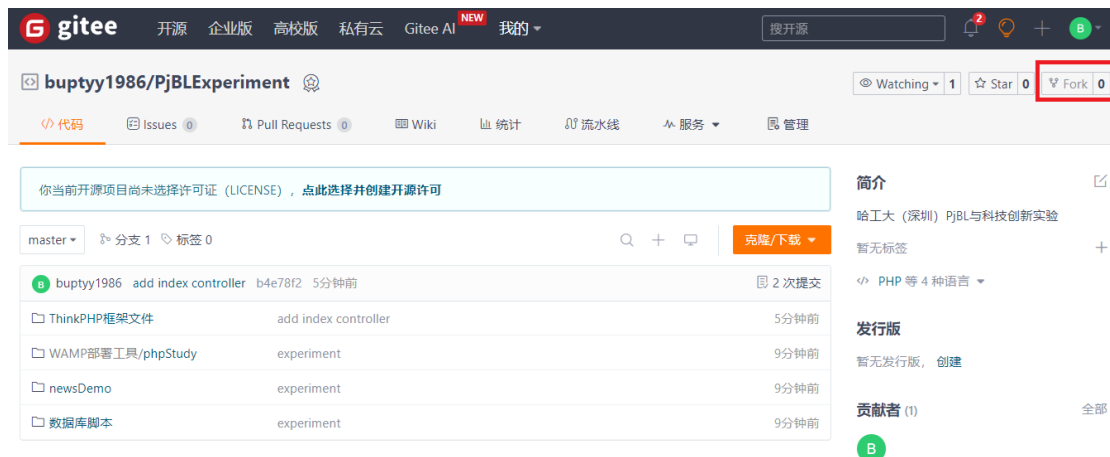 gitee 开源 企业版 高校版 私有云 Gitee AI NEW 我的 搜开源 2 B
buptyy1986/PjBLExperiment Watching 1 Star 0 Fork 0
代码 Issues 0 Pull Requests 0 Wiki 统计 流水线 服务 管理
你当前开源项目尚未选择许可证（LICENSE），点此选择并创建开源许可
master 分支 1 标签 0 克隆/下载
B buptyy1986 add index controller b4e78f2 5分钟前 2 次提交
ThinkPHP框架文件 add index controller 5分钟前
WAMP部署工具/phpStudy experiment 9分钟前
newsDemo experiment 9分钟前
数据库脚本 experiment 9分钟前
简介
哈工大（深圳）PjBL与科技创新实验
暂无标签
PHP 等 4 种语言
发行版
暂无发行版，创建
贡献者 (1) 全部
B